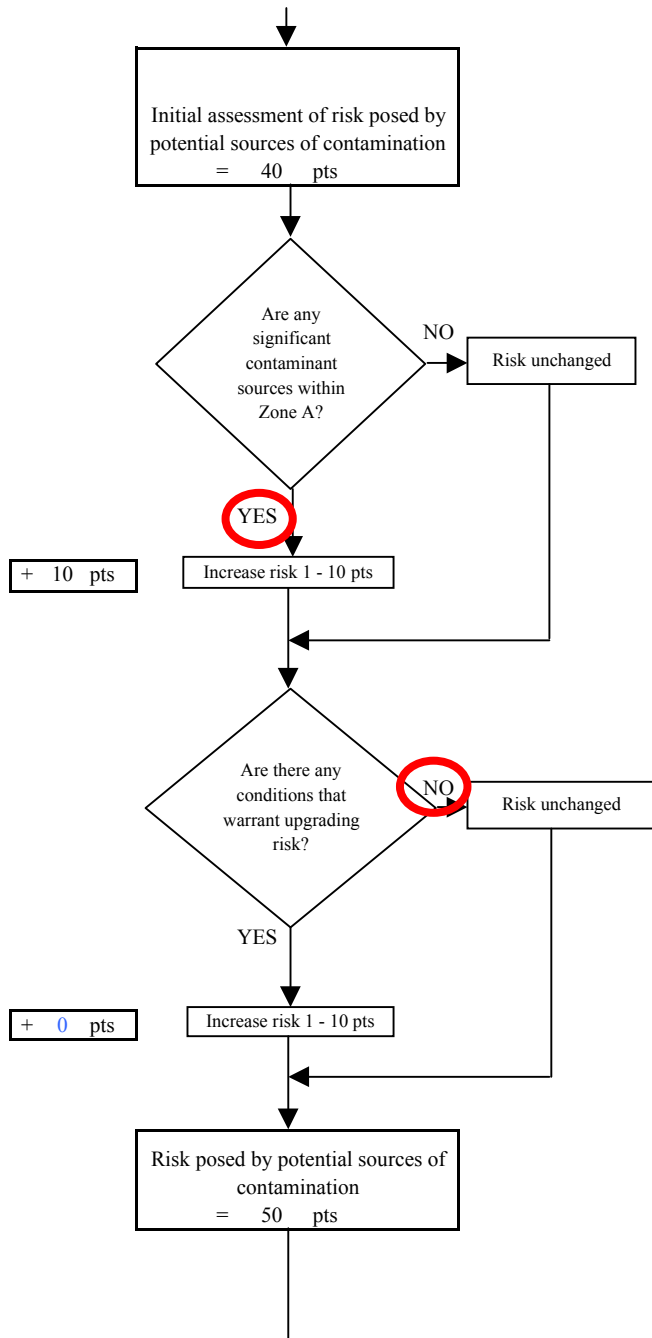 Initial assessment of risk posed by
potential sources of contamination
= 40 pts
Are any
significant
contaminant
sources within
Zone A?
NO
Risk unchanged
YES
+ 10 pts
Increase risk 1 - 10 pts
Are there any
conditions that
warrant upgrading
risk?
NO
Risk unchanged
YES
+ 0 pts
Increase risk 1 - 10 pts
Risk posed by potential sources of
contamination
= 50 pts